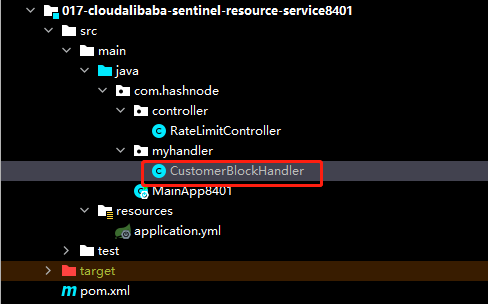 017-cloudalibaba-sentinel-resource-service8401
src
main
java
com.hashnode
controller
RateLimitController
myhandler
CustomerBlockHandler
MainApp8401
resources
application.yml
test
target
pom.xml